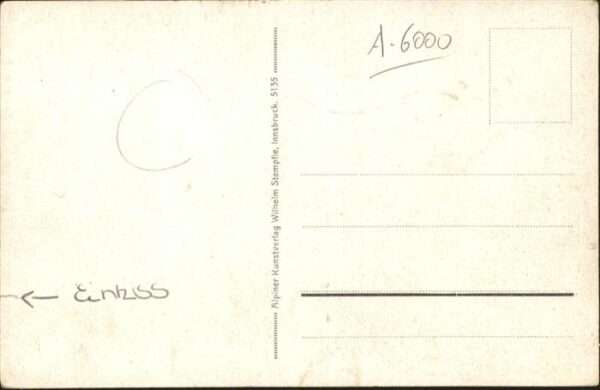 A-6000
C
Alpiner Kunstverlag Wilhelm Stempfle, Innsbruck. 5135
← Einriss